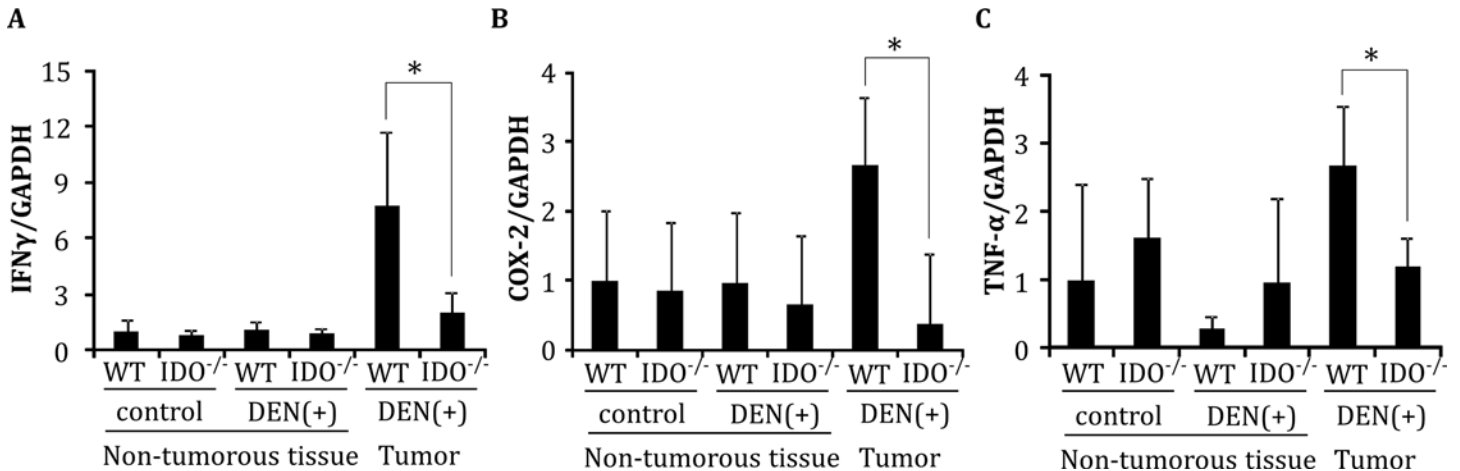 A
IFNγ/GAPDH
15
12
9
6
3
0
*
WT IDO-/- WT IDO-/- WT IDO-/-
control DEN(+) DEN(+)
Non-tumorous tissue Tumor
B
COX-2/GAPDH
4
3
2
1
0
*
WT IDO-/- WT IDO-/- WT IDO-/-
control DEN(+) DEN(+)
Non-tumorous tissue Tumor
C
TNF-α/GAPDH
4
3
2
1
0
*
WT IDO-/- WT IDO-/- WT IDO-/-
control DEN(+) DEN(+)
Non-tumorous tissue Tumor